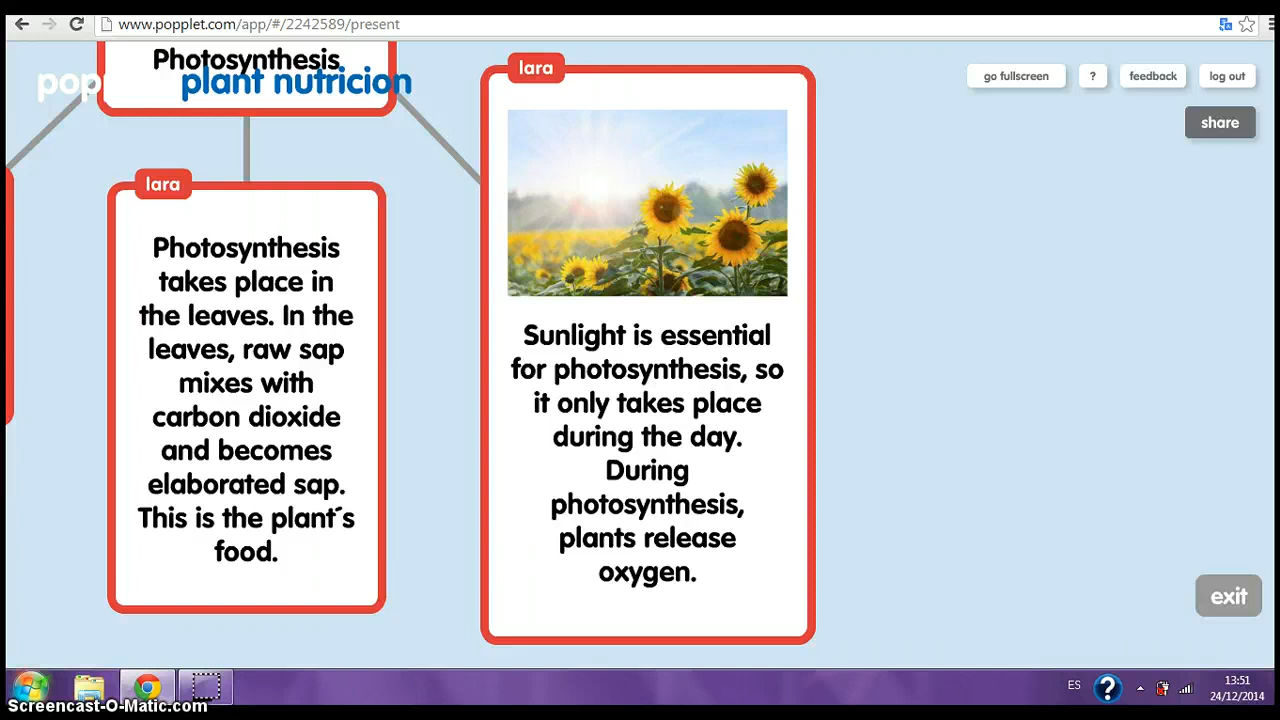 www.popplet.com/app/#/2242589/present
Photosynthesis
popp
plant nutricion
go fullscreen
?
feedback
log out
share
lara
Photosynthesis
takes place in
the leaves. In the
leaves, raw sap
mixes with
carbon dioxide
and becomes
elaborated sap.
This is the plant´s
food.
lara
Sunlight is essential
for photosynthesis, so
it only takes place
during the day.
During
photosynthesis,
plants release
oxygen.
exit
ES
?
13:51
24/12/2014
Screencast-O-Matic.com